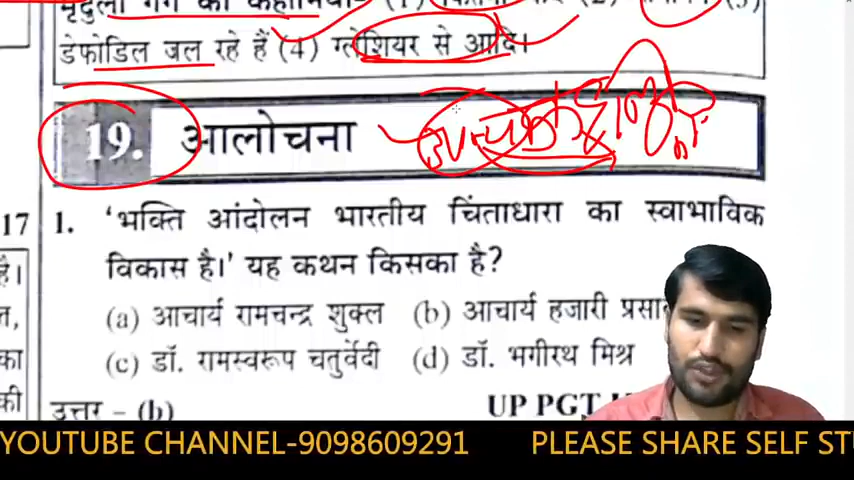 मृदुला गर्ग की कहानियाँ- (1) कितनी कैदें (2)
डेफोडिल जल रहे हैं (4) ग्लेशियर से आदि।
19. आलोचना
17
1. 'भक्ति आंदोलन भारतीय चिंताधारा का स्वाभाविक
विकास है।' यह कथन किसका है?
है।
(a) आचार्य रामचन्द्र शुक्ल (b) आचार्य हजारी प्रसा
त,
(c) डॉ. रामस्वरूप चतुर्वेदी (d) डॉ. भगीरथ मिश्र
का
की
उत्तर – (b)
UP PGT
YOUTUBE CHANNEL-9098609291 PLEASE SHARE SELF ST